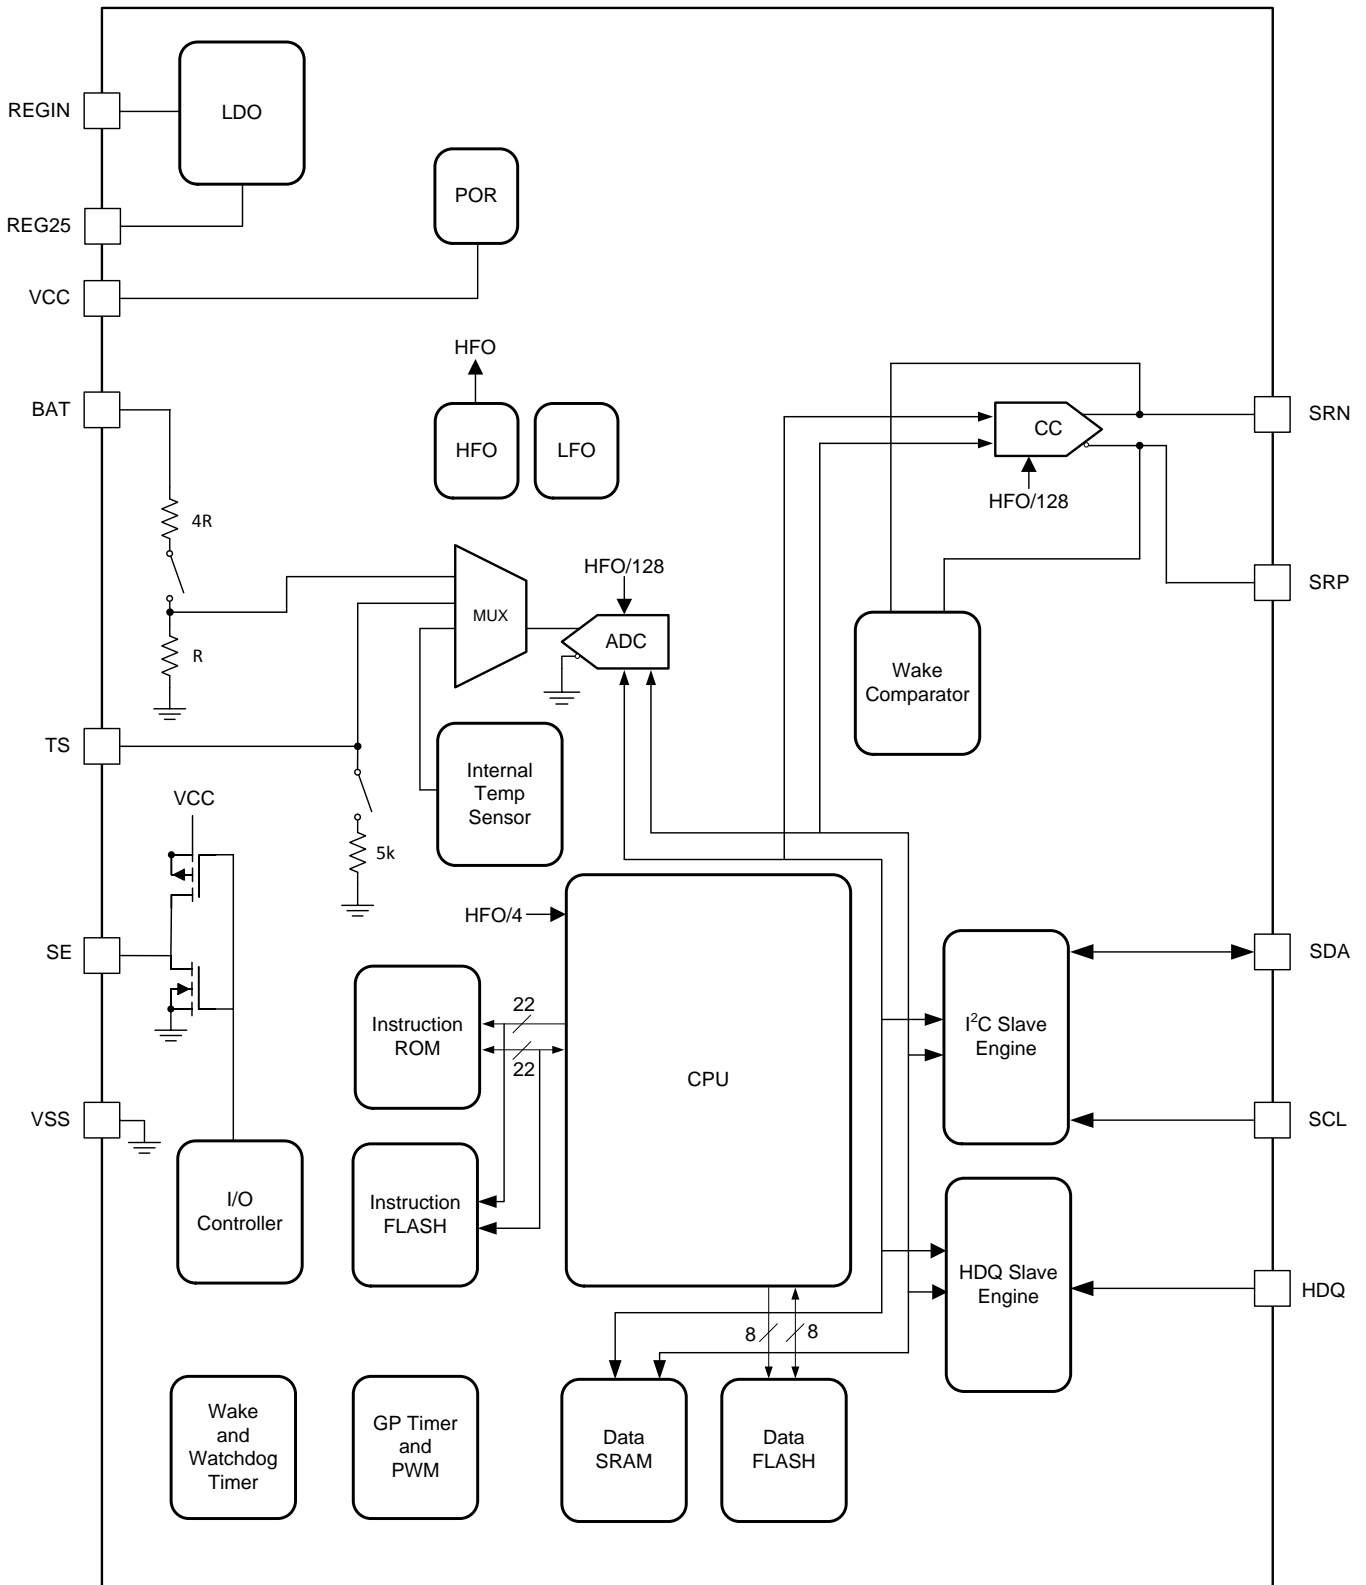 REGIN
LDO
POR
REG25
VCC
HFO
BAT
HFO
LFO
CC
SRN
HFO/128
4R
HFO/128
SRP
MUX
ADC
R
Wake
Comparator
TS
Internal
Temp
Sensor
VCC
5k
HFO/4
SE
SDA
Instruction
ROM
22
22
I²C Slave
Engine
CPU
VSS
SCL
I/O
Controller
Instruction
FLASH
HDQ Slave
Engine
HDQ
8
8
Wake
and
Watchdog
Timer
GP Timer
and
PWM
Data
SRAM
Data
FLASH